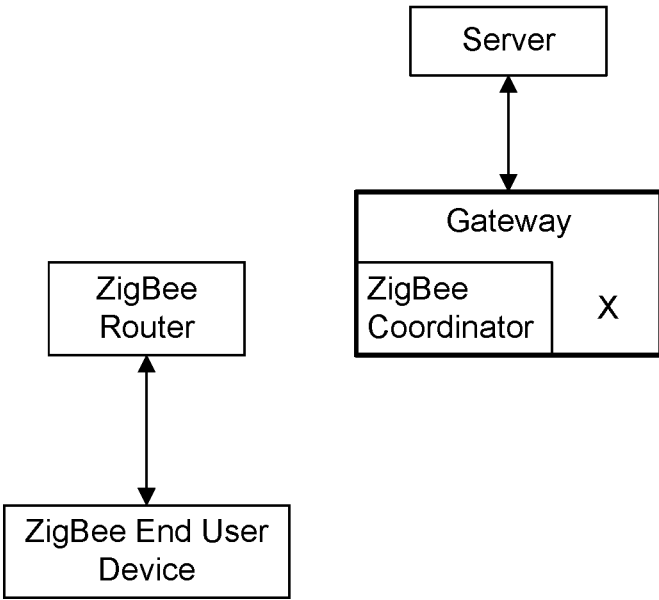 Server
Gateway
ZigBee
Coordinator
X
ZigBee
Router
ZigBee End User
Device